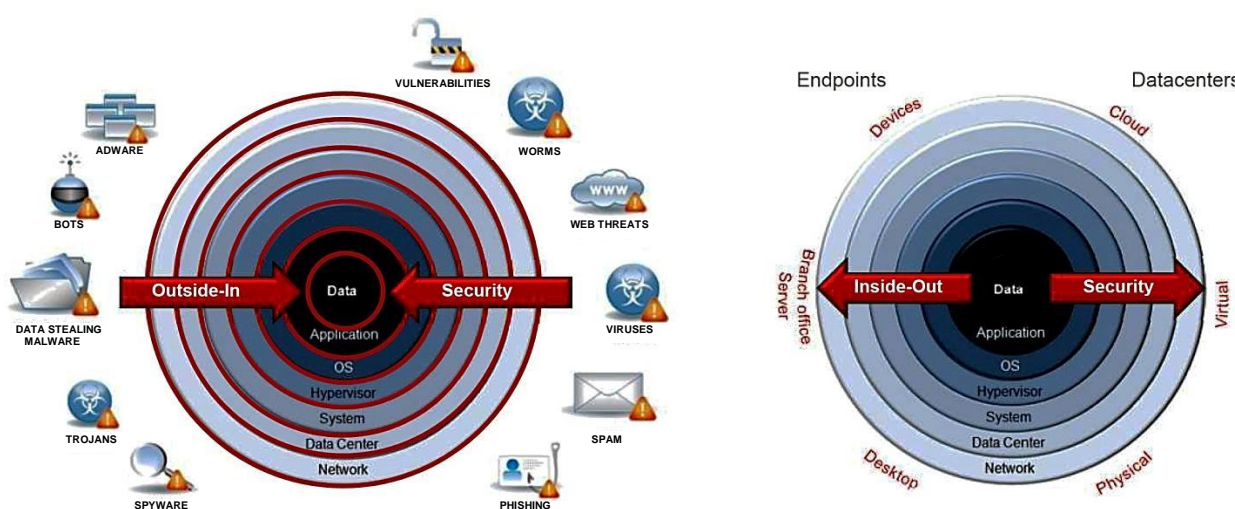 VULNERABILITIES
ADWARE
WORMS
BOTS
WWW
WEB THREATS
DATA STEALING
MALWARE
Outside-In
Data
Security
VIRUSES
Application
OS
Hypervisor
System
Data Center
Network
TROJANS
SPAM
SPYWARE
PHISHING
Endpoints
Datacenters
Devices
Cloud
Branch office
Server
Inside-Out
Data
Security
Virtual
Application
OS
Hypervisor
System
Data Center
Network
Desktop
Physical